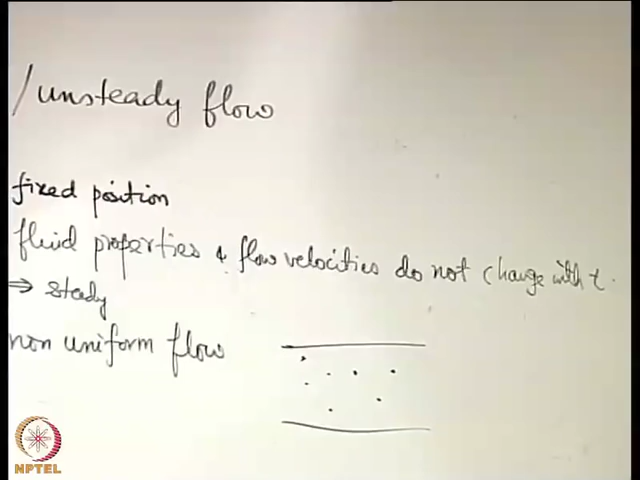 /unsteady flow
fixed position
fluid properties & flow velocities do not change with t.
⇒ steady
non uniform flow
NPTEL